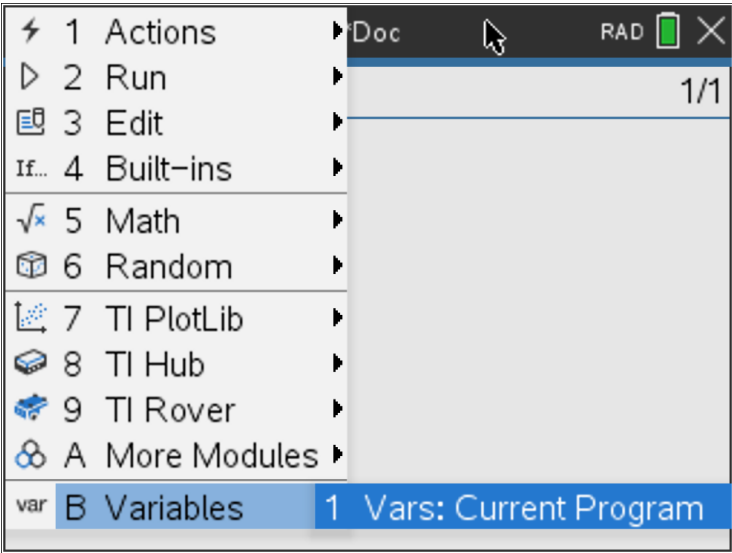 1 Actions
*Doc
RAD
2 Run
1/1
3 Edit
If... 4 Built-ins
√x 5 Math
6 Random
7 TI PlotLib
8 TI Hub
9 TI Rover
A More Modules
var B Variables
1 Vars: Current Program